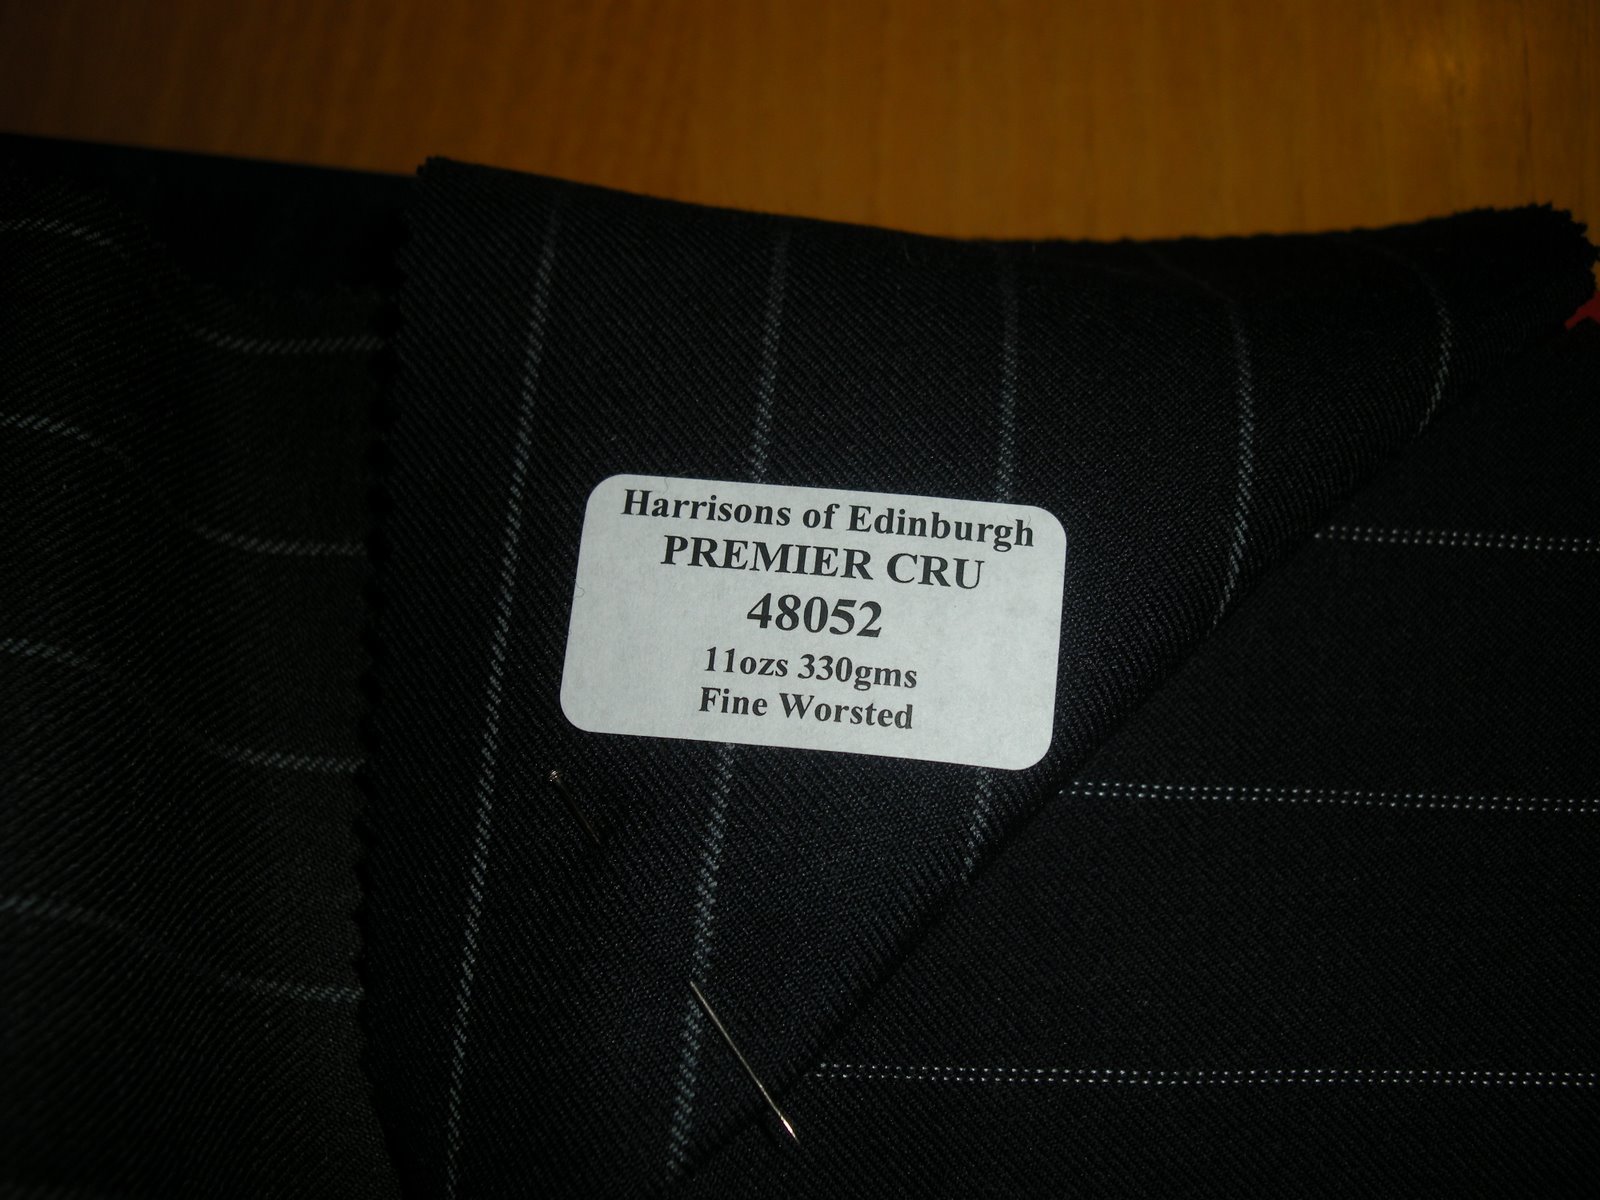 Harrisons of Edinburgh
PREMIER CRU
48052
11ozs 330gms
Fine Worsted